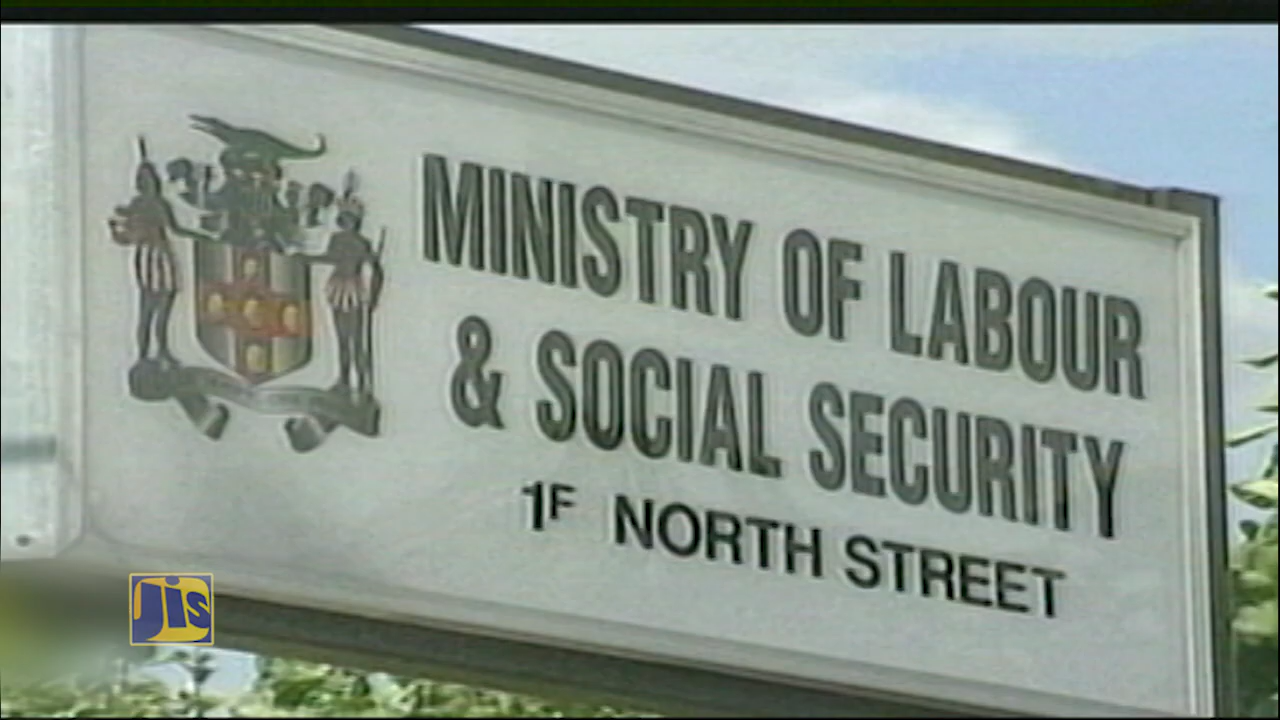 MINISTRY OF LABOUR
& SOCIAL SECURITY
1F NORTH STREET
JIS